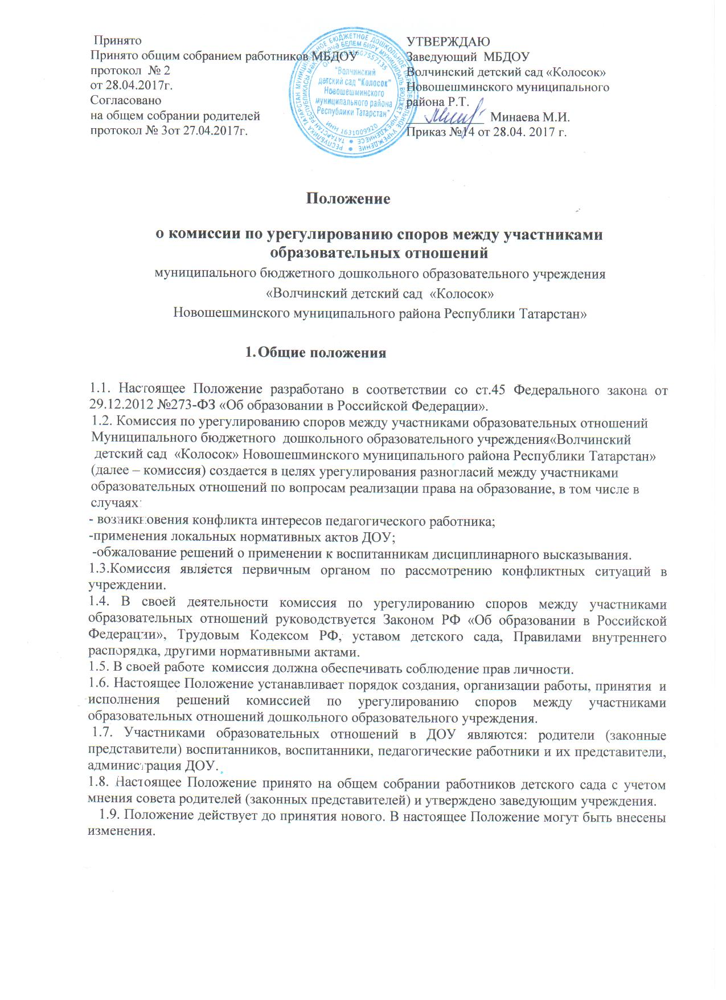 Принято
Принято общим собранием работников МБДОУ
протокол № 2
от 28.04.2017г.
Согласовано
на общем собрании родителей
протокол № 3от 27.04.2017г.
"Волчинский
детский сад "Колосок"
Новошешминского
муниципального района
Республики Татарстан"
ИНН 1631009920
УТВЕРЖДАЮ
Заведующий МБДОУ
Волчинский детский сад «Колосок»
Новошешминского муниципального
района Р.Т.
Минаева М.И.
Приказ №14 от 28.04. 2017 г.
Положение
о комиссии по урегулированию споров между участниками
образовательных отношений
муниципального бюджетного дошкольного образовательного учреждения
«Волчинский детский сад «Колосок»
Новошешминского муниципального района Республики Татарстан»
1. Общие положения
1.1. Настоящее Положение разработано в соответствии со ст.45 Федерального закона от
29.12.2012 №273-ФЗ «Об образовании в Российской Федерации».
1.2. Комиссия по урегулированию споров между участниками образовательных отношений
Муниципального бюджетного дошкольного образовательного учреждения«Волчинский
детский сад «Колосок» Новошешминского муниципального района Республики Татарстан»
(далее – комиссия) создается в целях урегулирования разногласий между участниками
образовательных отношений по вопросам реализации права на образование, в том числе в
случаях:
- возникновения конфликта интересов педагогического работника;
-применения локальных нормативных актов ДОУ;
-обжалование решений о применении к воспитанникам дисциплинарного высказывания.
1.3.Комиссия является первичным органом по рассмотрению конфликтных ситуаций в
учреждении.
1.4. В своей деятельности комиссия по урегулированию споров между участниками
образовательных отношений руководствуется Законом РФ «Об образовании в Российской
Федерации», Трудовым Кодексом РФ, уставом детского сада, Правилами внутреннего
распорядка, другими нормативными актами.
1.5. В своей работе комиссия должна обеспечивать соблюдение прав личности.
1.6. Настоящее Положение устанавливает порядок создания, организации работы, принятия и
исполнения решений комиссией по урегулированию споров между участниками
образовательных отношений дошкольного образовательного учреждения.
1.7. Участниками образовательных отношений в ДОУ являются: родители (законные
представители) воспитанников, воспитанники, педагогические работники и их представители,
администрация ДОУ.
1.8. Настоящее Положение принято на общем собрании работников детского сада с учетом
мнения совета родителей (законных представителей) и утверждено заведующим учреждения.
1.9. Положение действует до принятия нового. В настоящее Положение могут быть внесены
изменения.